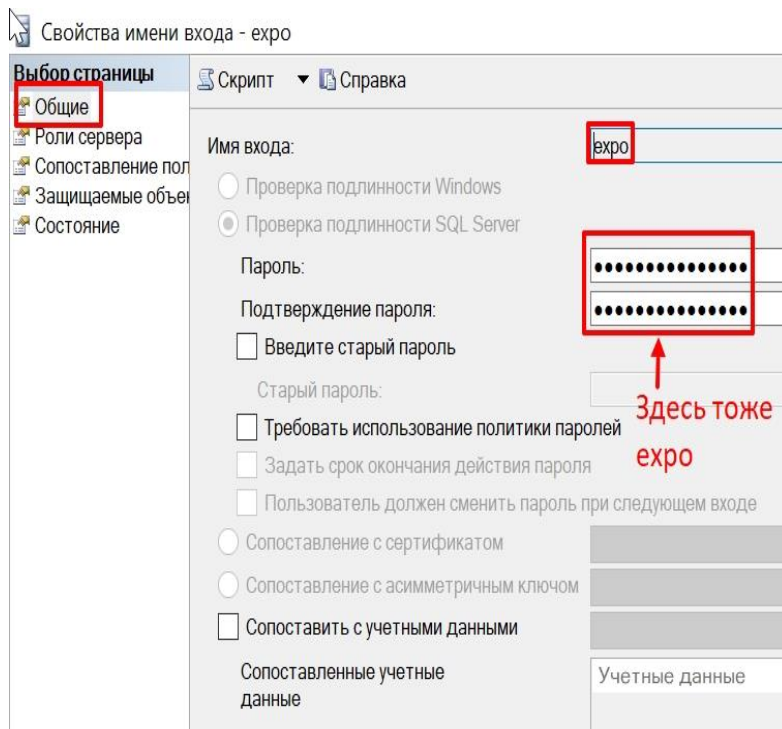 Свойства имени входа - expo
Выбор страницы
Общие
Роли сервера
Сопоставление пол
Защищаемые объек
Состояние
Скрипт
Справка
Имя входа:
expo
Проверка подлинности Windows
Проверка подлинности SQL Server
Пароль:
Подтверждение пароля:
Введите старый пароль
Старый пароль:
Здесь тоже
expo
Требовать использование политики паролей
Задать срок окончания действия пароля
Пользователь должен сменить пароль при следующем входе
Сопоставление с сертификатом
Сопоставление с асимметричным ключом
Сопоставить с учетными данными
Сопоставленные учетные
данные
Учетные данные